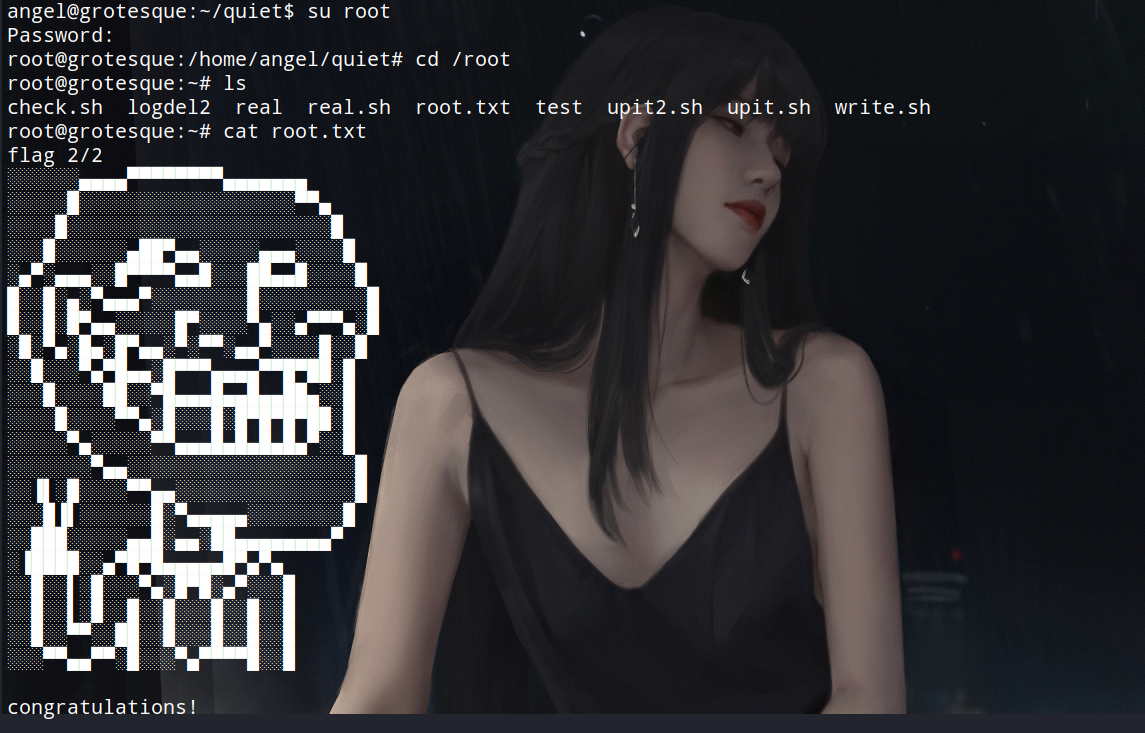 angel@grotesque:~/quiet$ su root
Password:
root@grotesque:/home/angel/quiet# cd /root
root@grotesque:~# ls
check.sh  logdel2  real  real.sh  root.txt  test  upit2.sh  upit.sh  write.sh
root@grotesque:~# cat root.txt
flag 2/2
congratulations!